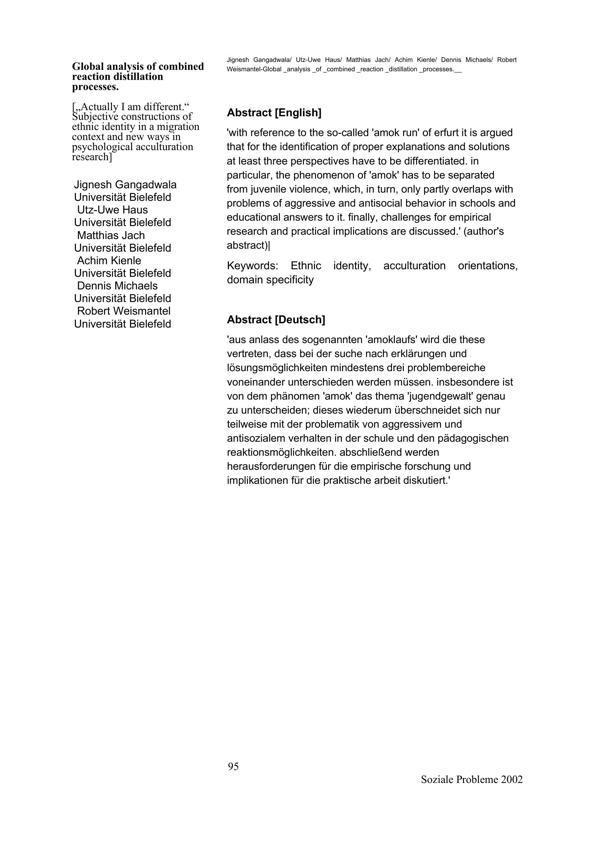 Global analysis of combined
reaction distillation
processes.
[„Actually I am different.“
Subjective constructions of
ethnic identity in a migration
context and new ways in
psychological acculturation
research]
Jignesh Gangadwala
Universität Bielefeld
Utz-Uwe Haus
Universität Bielefeld
Matthias Jach
Universität Bielefeld
Achim Kienle
Universität Bielefeld
Dennis Michaels
Universität Bielefeld
Robert Weismantel
Universität Bielefeld
Jignesh Gangadwala/ Utz-Uwe Haus/ Matthias Jach/ Achim Kienle/ Dennis Michaels/ Robert
Weismantel-Global _analysis _of _combined _reaction _distillation _processes.__
Abstract [English]
'with reference to the so-called 'amok run' of erfurt it is argued
that for the identification of proper explanations and solutions
at least three perspectives have to be differentiated. in
particular, the phenomenon of 'amok' has to be separated
from juvenile violence, which, in turn, only partly overlaps with
problems of aggressive and antisocial behavior in schools and
educational answers to it. finally, challenges for empirical
research and practical implications are discussed.' (author's
abstract)|
Keywords: Ethnic identity, acculturation orientations,
domain specificity
Abstract [Deutsch]
'aus anlass des sogenannten 'amoklaufs' wird die these
vertreten, dass bei der suche nach erklärungen und
lösungsmöglichkeiten mindestens drei problembereiche
voneinander unterschieden werden müssen. insbesondere ist
von dem phänomen 'amok' das thema 'jugendgewalt' genau
zu unterscheiden; dieses wiederum überschneidet sich nur
teilweise mit der problematik von aggressivem und
antisozialem verhalten in der schule und den pädagogischen
reaktionsmöglichkeiten. abschließend werden
herausforderungen für die empirische forschung und
implikationen für die praktische arbeit diskutiert.'
95
Soziale Probleme 2002